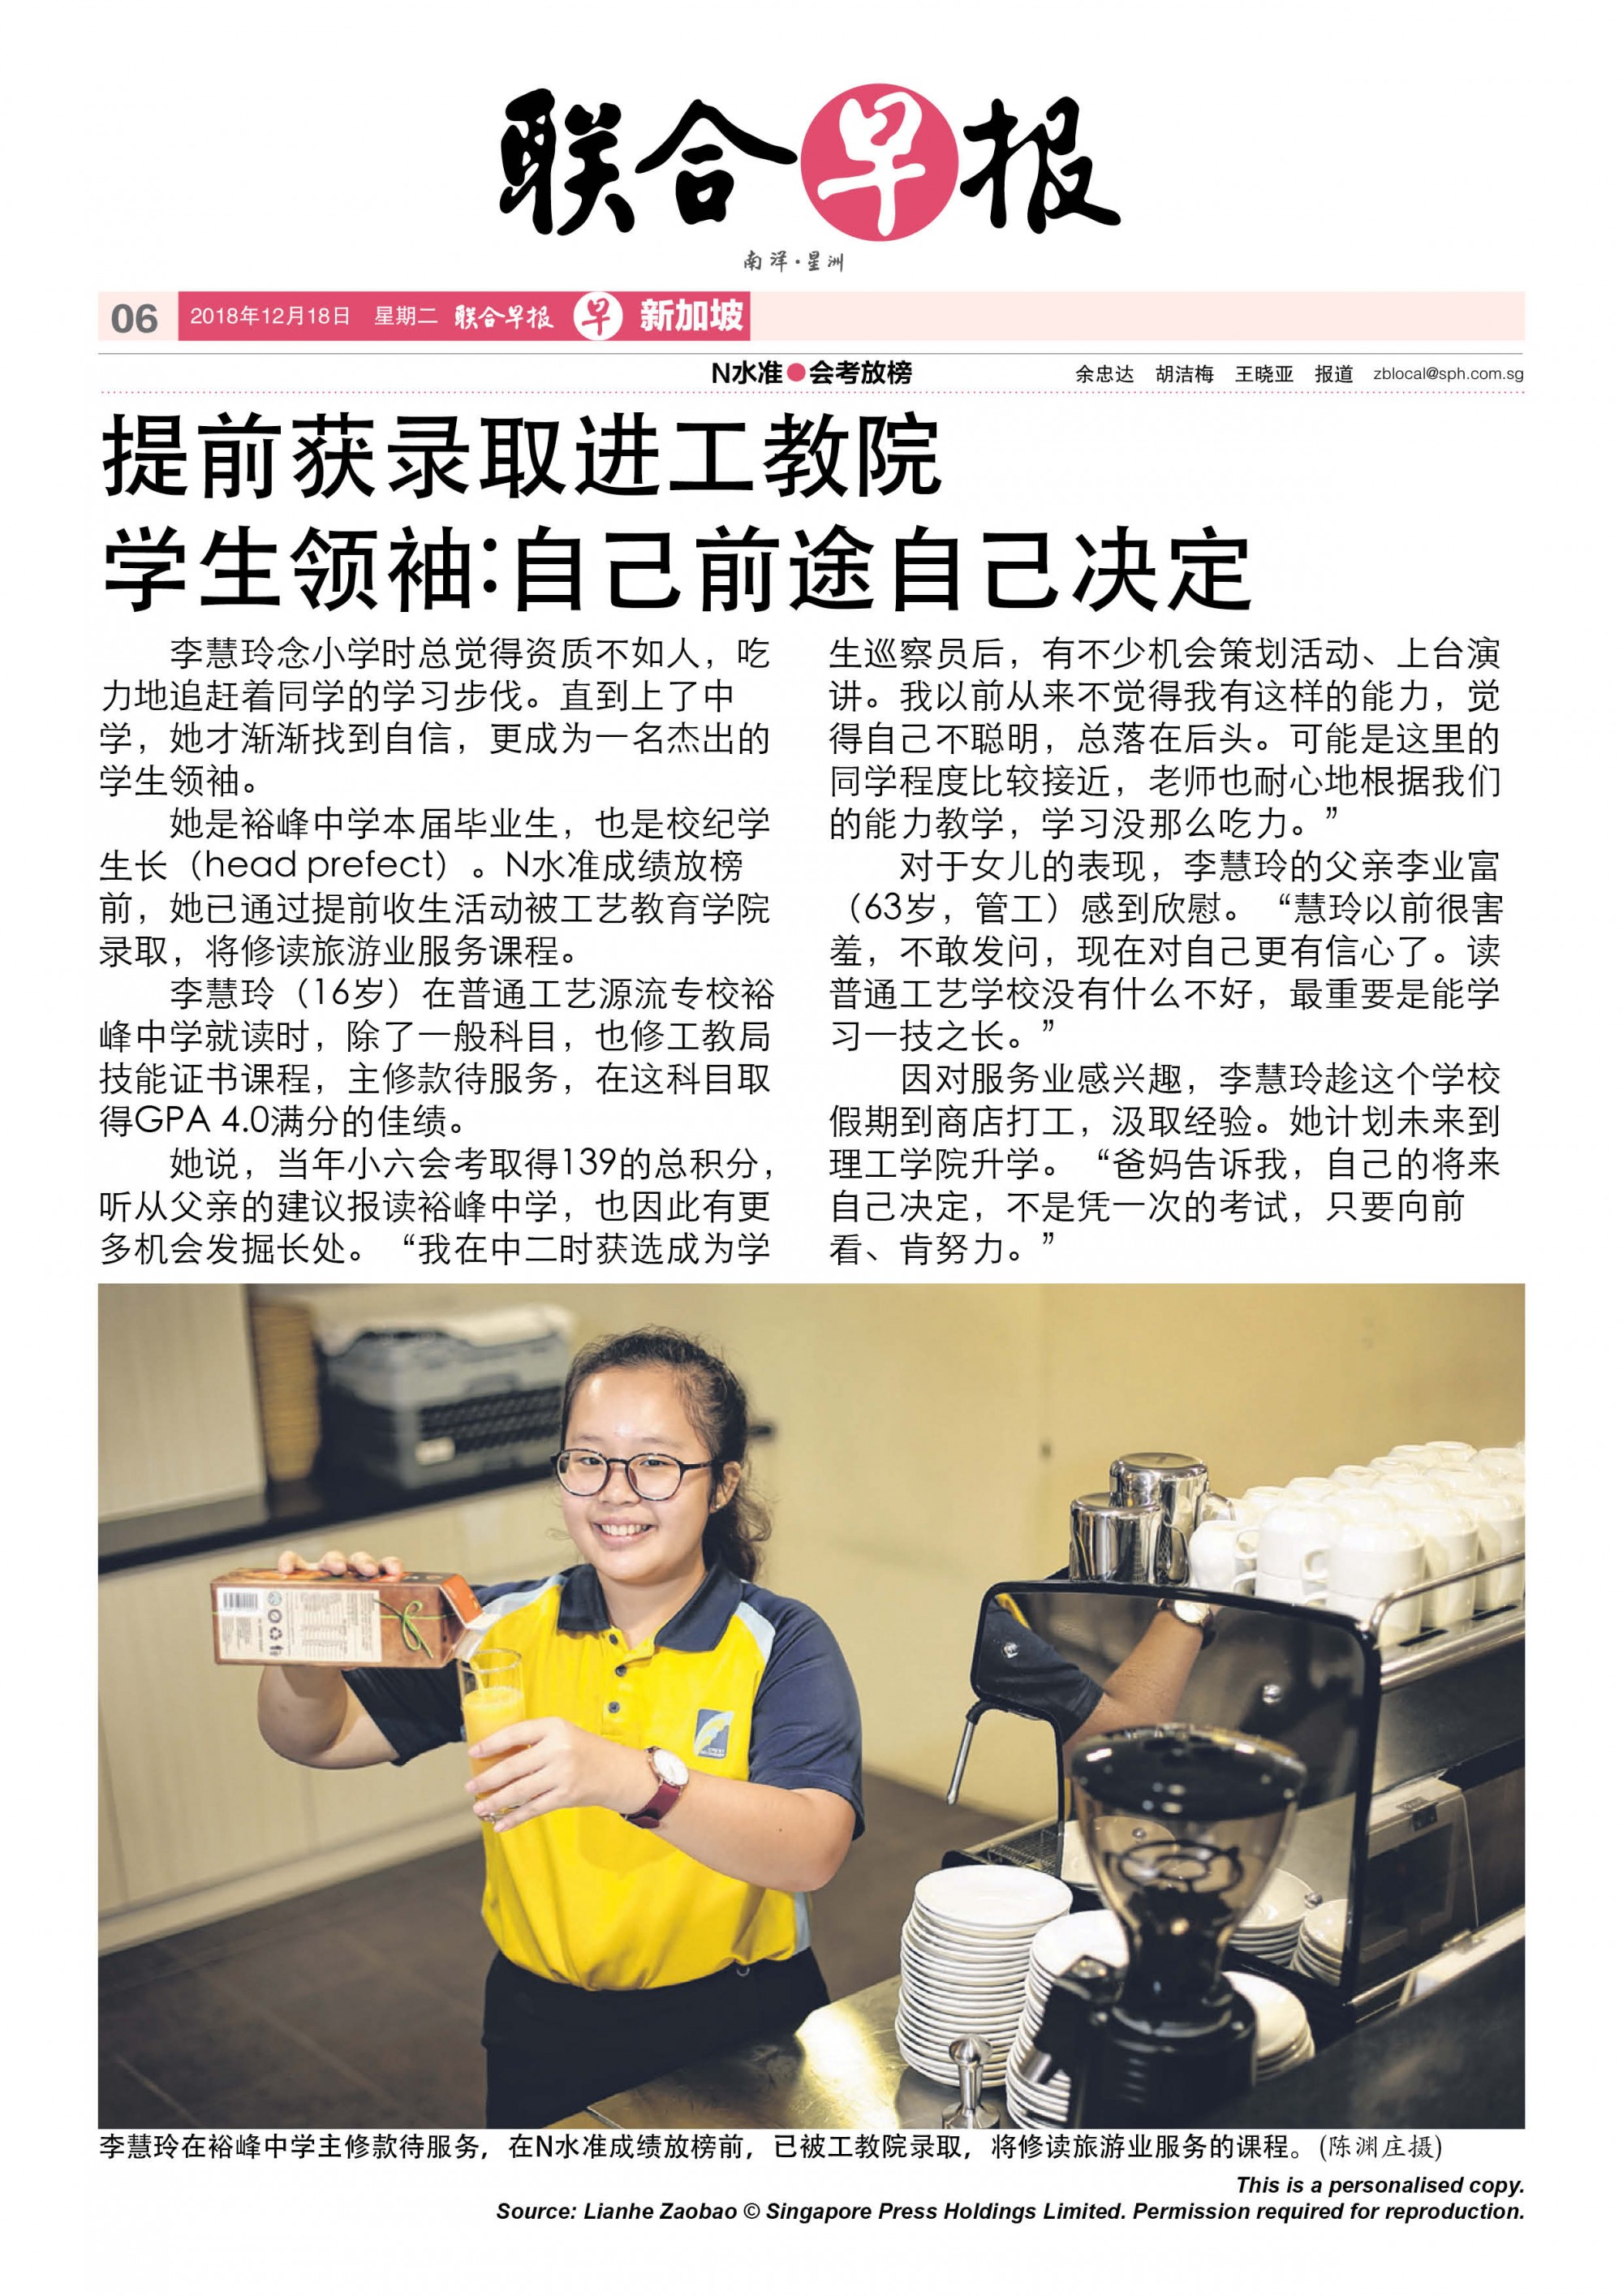 联合早报
南洋·星洲
06 2018年12月18日 星期二 联合早报 早 新加坡
N水准●会考放榜 余忠达 胡洁梅 王晓亚 报道 zblocal@sph.com.sg
提前获录取进工教院
学生领袖:自己前途自己决定
李慧玲念小学时总觉得资质不如人，吃
力地追赶着同学的学习步伐。直到上了中
学，她才渐渐找到自信，更成为一名杰出的
学生领袖。
她是裕峰中学本届毕业生，也是校纪学
生长（head prefect）。N水准成绩放榜
前，她已通过提前收生活动被工艺教育学院
录取，将修读旅游业服务课程。
李慧玲（16岁）在普通工艺源流专校裕
峰中学就读时，除了一般科目，也修工教局
技能证书课程，主修款待服务，在这科目取
得GPA 4.0满分的佳绩。
她说，当年小六会考取得139的总积分，
听从父亲的建议报读裕峰中学，也因此有更
多机会发掘长处。“我在中二时获选成为学
生巡察员后，有不少机会策划活动、上台演
讲。我以前从来不觉得我有这样的能力，觉
得自己不聪明，总落在后头。可能是这里的
同学程度比较接近，老师也耐心地根据我们
的能力教学，学习没那么吃力。”
对于女儿的表现，李慧玲的父亲李业富
（63岁，管工）感到欣慰。“慧玲以前很害
羞，不敢发问，现在对自己更有信心了。读
普通工艺学校没有什么不好，最重要是能学
习一技之长。”
因对服务业感兴趣，李慧玲趁这个学校
假期到商店打工，汲取经验。她计划未来到
理工学院升学。“爸妈告诉我，自己的将来
自己决定，不是凭一次的考试，只要向前
看、肯努力。”
李慧玲在裕峰中学主修款待服务，在N水准成绩放榜前，已被工教院录取，将修读旅游业服务的课程。(陈渊庄摄)
This is a personalised copy.
Source: Lianhe Zaobao © Singapore Press Holdings Limited. Permission required for reproduction.